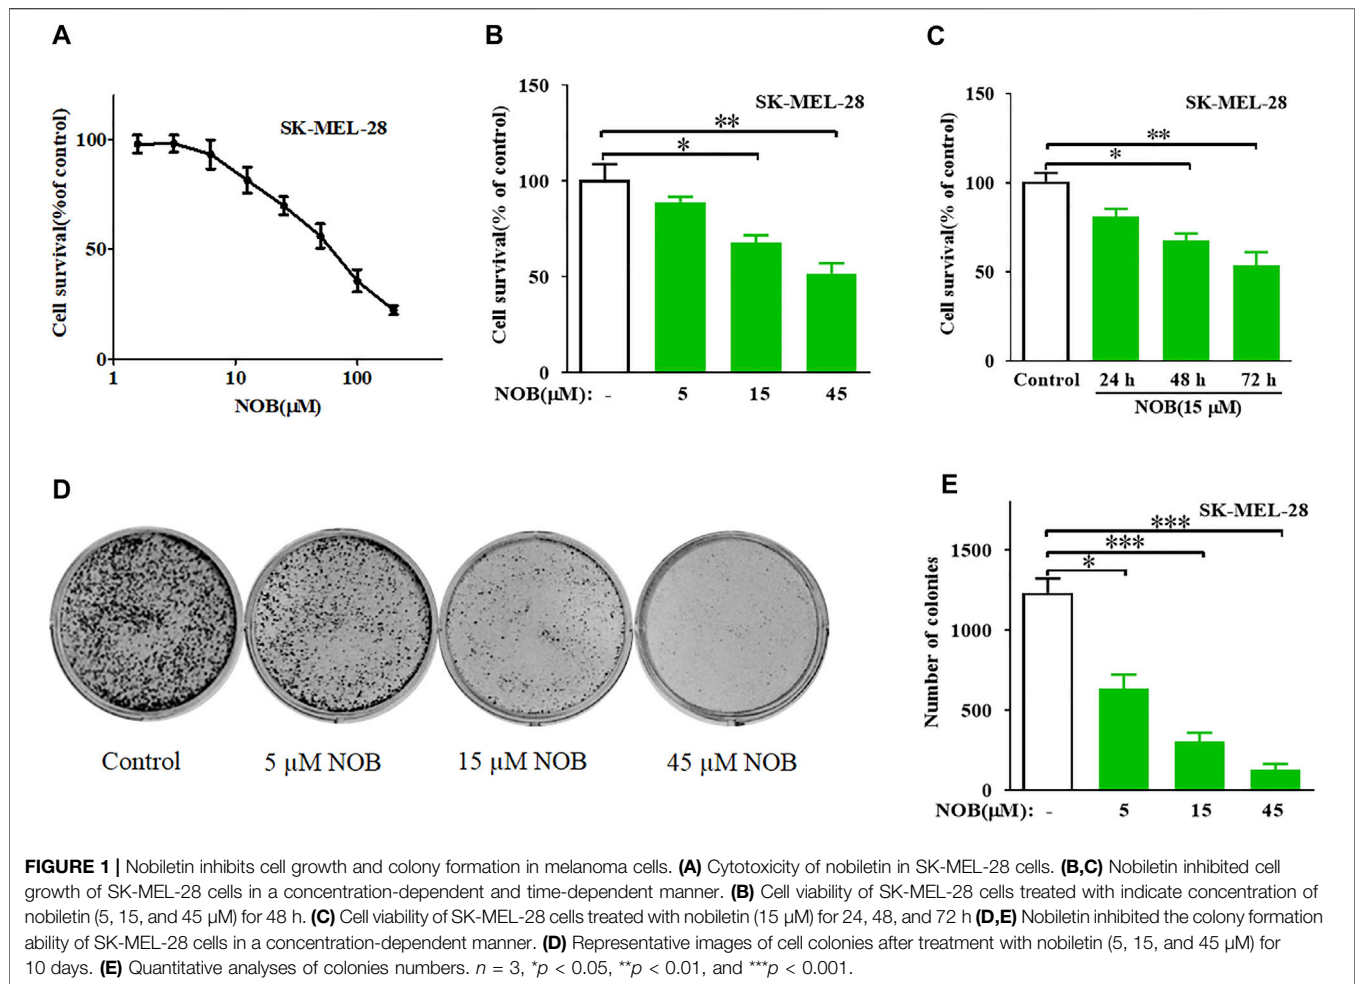 A
Cell survival(%of control)
SK-MEL-28
100
50
0
1 10 100
NOB(μM)
B
Cell survival(% of control)
SK-MEL-28
150
100
50
0
**
*
NOB(μM): - 5 15 45
C
Cell survival(% of control)
SK-MEL-28
150
100
50
0
**
*
Control 24 h 48 h 72 h
NOB(15 μM)
D
Control 5 μM NOB 15 μM NOB 45 μM NOB
E
Number of colonies
SK-MEL-28
1500
1000
500
0
***
***
*
NOB(μM): - 5 15 45
FIGURE 1 | Nobiletin inhibits cell growth and colony formation in melanoma cells. (A) Cytotoxicity of nobiletin in SK-MEL-28 cells. (B,C) Nobiletin inhibited cell
growth of SK-MEL-28 cells in a concentration-dependent and time-dependent manner. (B) Cell viability of SK-MEL-28 cells treated with indicate concentration of
nobiletin (5, 15, and 45 μM) for 48 h. (C) Cell viability of SK-MEL-28 cells treated with nobiletin (15 μM) for 24, 48, and 72 h (D,E) Nobiletin inhibited the colony formation
ability of SK-MEL-28 cells in a concentration-dependent manner. (D) Representative images of cell colonies after treatment with nobiletin (5, 15, and 45 μM) for
10 days. (E) Quantitative analyses of colonies numbers. n = 3, *p < 0.05, **p < 0.01, and ***p < 0.001.